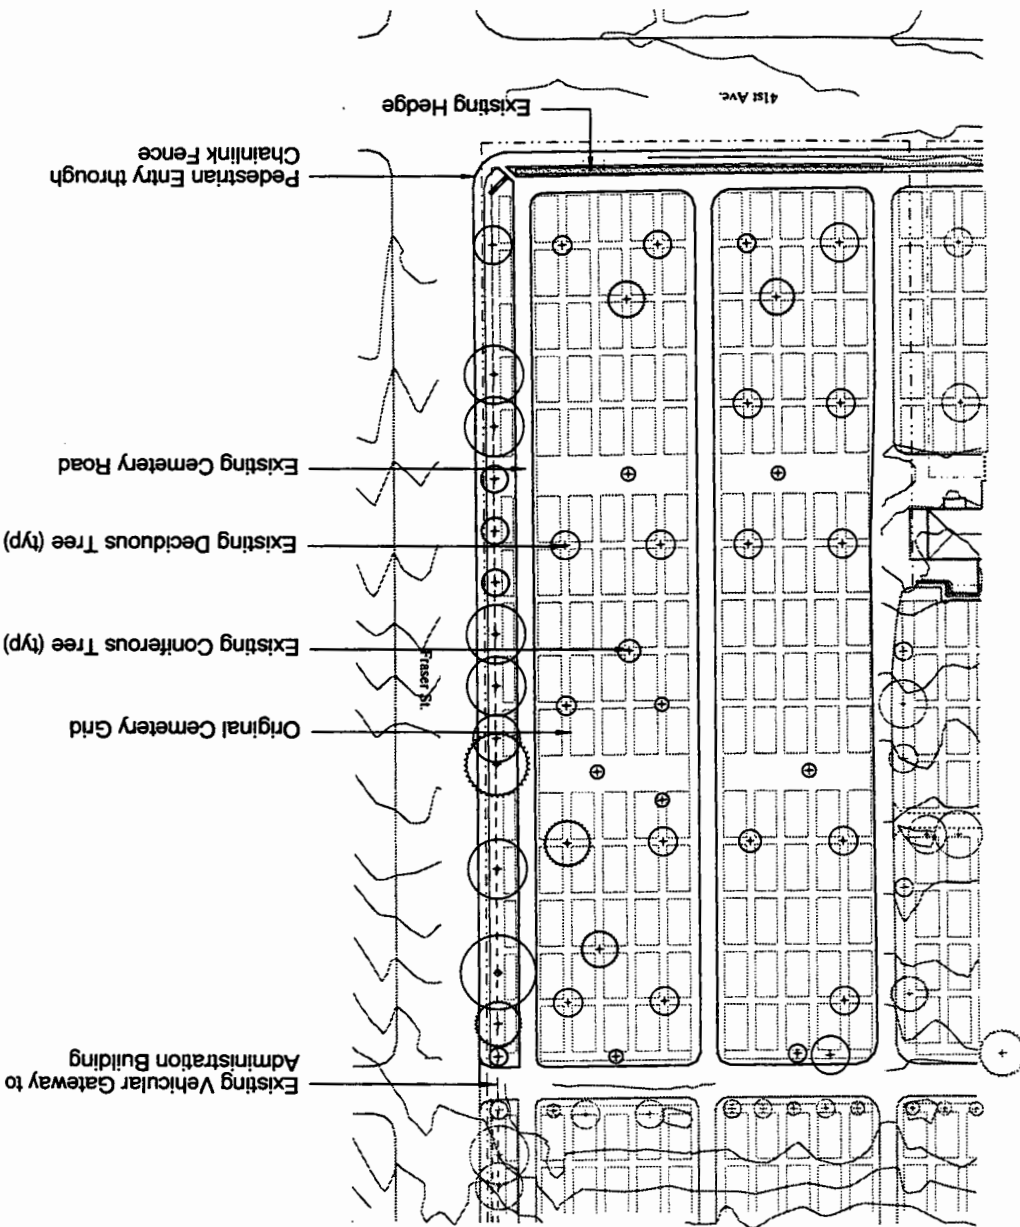 Existing Vehicular Gateway to
Administration Building
Original Cemetery Grid
Fraser St.
Existing Coniferous Tree (typ)
Existing Deciduous Tree (typ)
Existing Cemetery Road
Pedestrian Entry through
Chainlink Fence
Existing Hedge
41st Ave.